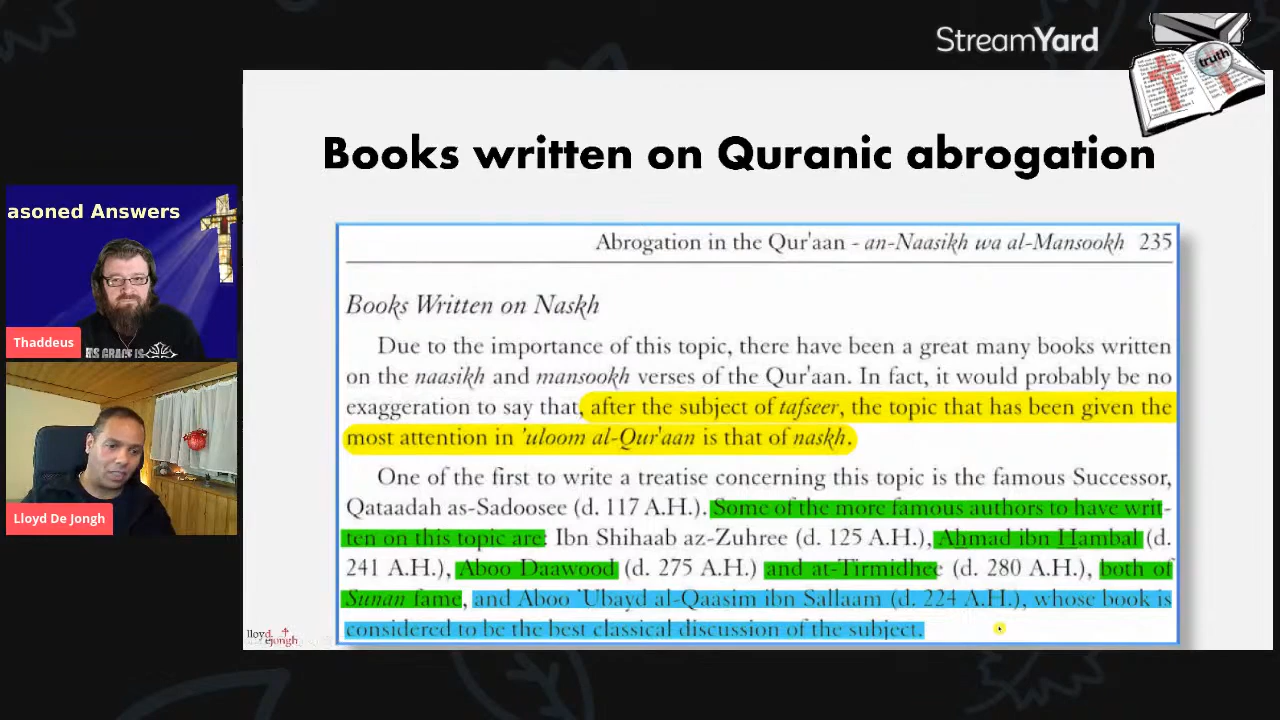 StreamYard
truth
Books written on Quranic abrogation
asoned Answers
Thaddeus
HIS GRACE IS
Lloyd De Jongh
Abrogation in the Qur'aan - an-Naasikh wa al-Mansookh 235
Books Written on Naskh
Due to the importance of this topic, there have been a great many books written
on the naasikh and mansookh verses of the Qur'aan. In fact, it would probably be no
exaggeration to say that, after the subject of tafseer, the topic that has been given the
most attention in 'uloom al-Qur'aan is that of naskh.
One of the first to write a treatise concerning this topic is the famous Successor,
Qataadah as-Sadoosee (d. 117 A.H.). Some of the more famous authors to have writ-
ten on this topic are: Ibn Shihaab az-Zuhree (d. 125 A.H.), Ahmad ibn Hambal (d.
241 A.H.), Aboo Daawood (d. 275 A.H.) and at-Tirmidhee (d. 280 A.H.), both of
Sunan fame, and Aboo 'Ubayd al-Qaasim ibn Sallaam (d. 224 A.H.), whose book is
considered to be the best classical discussion of the subject.
lloyd
dejongh